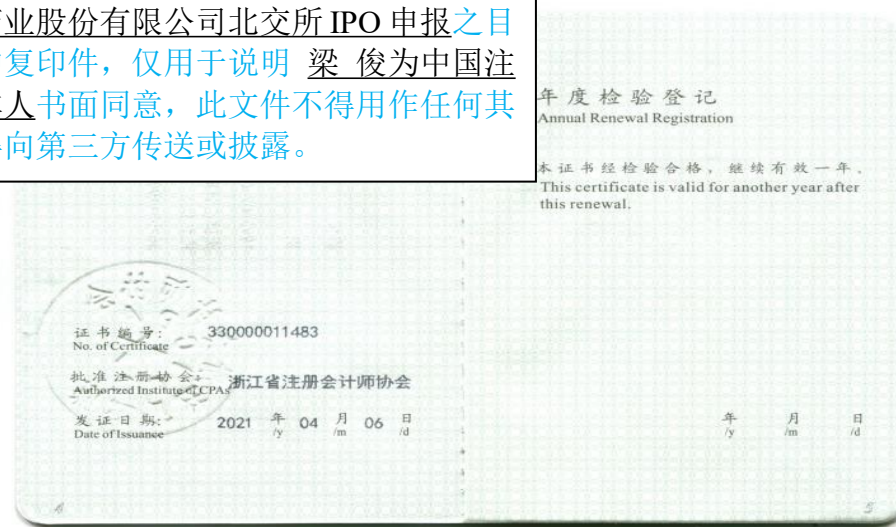 业股份有限公司北交所 IPO 申报之目
复印件，仅用于说明 梁 俊为中国注
人书面同意，此文件不得用作任何其
向第三方传送或披露。
年度检验登记
Annual Renewal Registration
本证书经检验合格，继续有效一年。
This certificate is valid for another year after
this renewal.
证书编号： 330000011483
No. of Certificate
批准注册协会： 浙江省注册会计师协会
Authorized Institute of CPAs
发证日期： 2021 年 04 月 06 日
Date of Issuance /y /m /d
年 月 日
/y /m /d
4
5